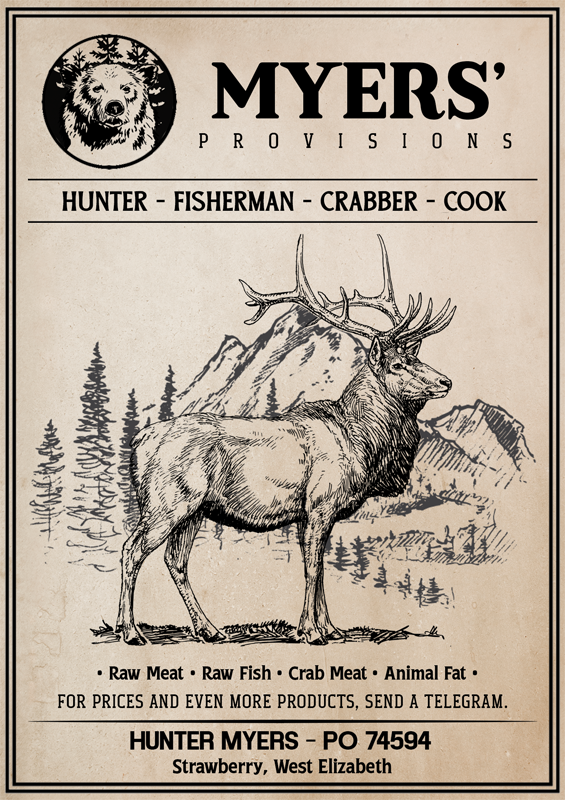 MYERS'
PROVISIONS
HUNTER - FISHERMAN - CRABBER - COOK
• Raw Meat • Raw Fish • Crab Meat • Animal Fat •
FOR PRICES AND EVEN MORE PRODUCTS, SEND A TELEGRAM.
HUNTER MYERS - PO 74594
Strawberry, West Elizabeth